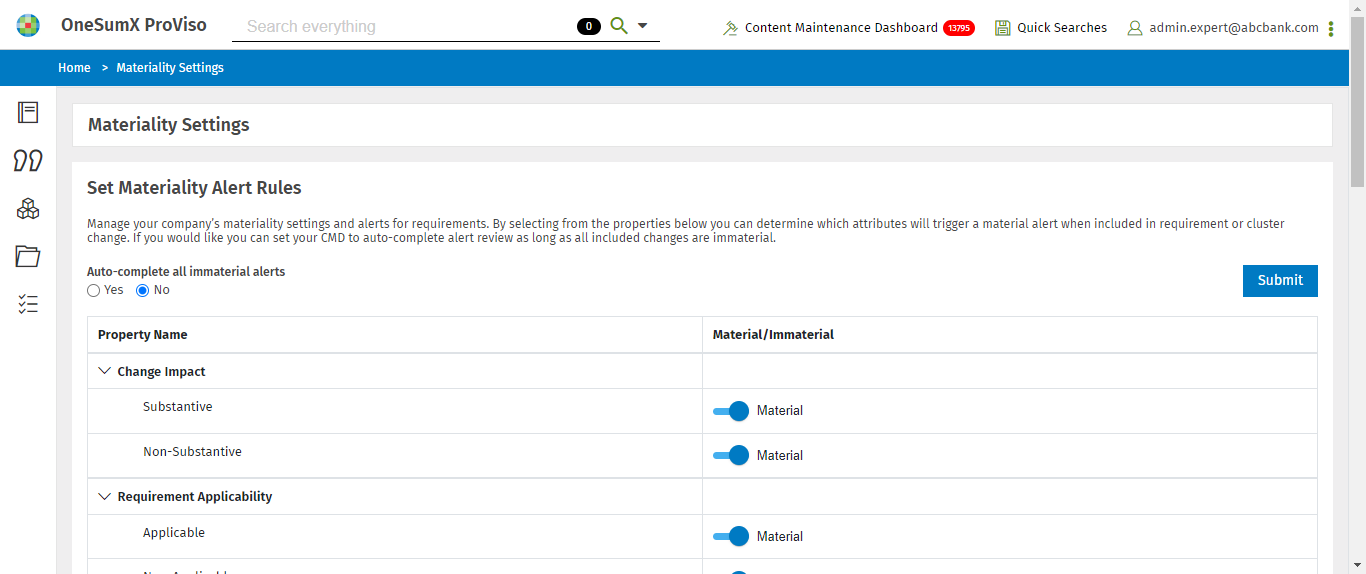 OneSumX ProViso
Search everything
0
Content Maintenance Dashboard 13795
Quick Searches
admin.expert@abcbank.com
Home > Materiality Settings
Materiality Settings
Set Materiality Alert Rules
Manage your company’s materiality settings and alerts for requirements. By selecting from the properties below you can determine which attributes will trigger a material alert when included in requirement or cluster
change. If you would like you can set your CMD to auto-complete alert review as long as all included changes are immaterial.
Auto-complete all immaterial alerts
Yes No
Submit
Property Name Material/Immaterial
Change Impact
Substantive Material
Non-Substantive Material
Requirement Applicability
Applicable Material